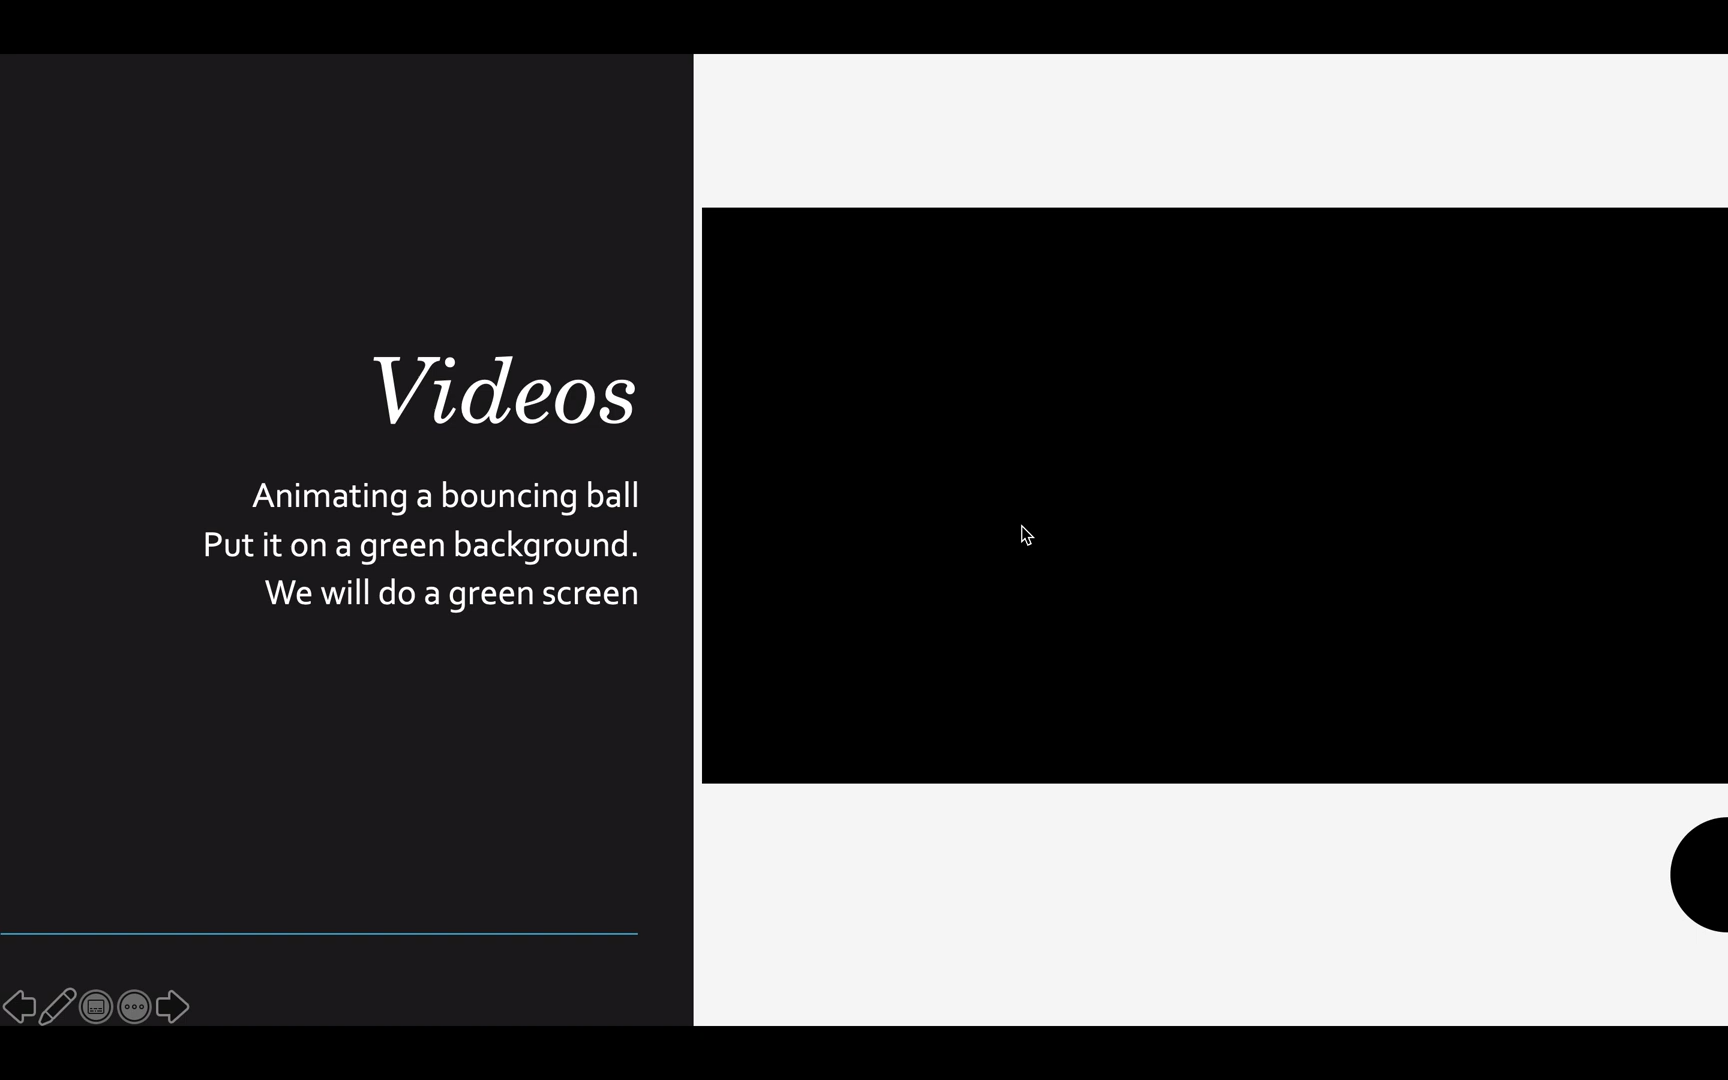 Videos
Animating a bouncing ball
Put it on a green background.
We will do a green screen